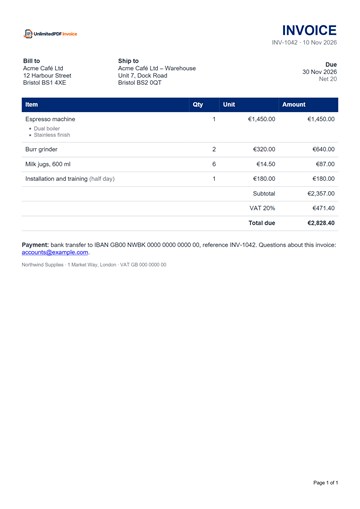 UnlimitedPDF Invoice
INVOICE
INV-1042 · 10 Nov 2026
Bill to
Acme Café Ltd
12 Harbour Street
Bristol BS1 4XE
Ship to
Acme Café Ltd – Warehouse
Unit 7, Dock Road
Bristol BS2 0QT
Due
30 Nov 2026
Net 20
Item Qty Unit Amount
Espresso machine 1 €1,450.00 €1,450.00
• Dual boiler
• Stainless finish
Burr grinder 2 €320.00 €640.00
Milk jugs, 600 ml 6 €14.50 €87.00
Installation and training (half day) 1 €180.00 €180.00
Subtotal €2,357.00
VAT 20% €471.40
Total due €2,828.40
Payment: bank transfer to IBAN GB00 NWBK 0000 0000 0000 00, reference INV-1042. Questions about this invoice:
accounts@example.com.
Northwind Supplies · 1 Market Way, London · VAT GB 000 0000 00
Page 1 of 1